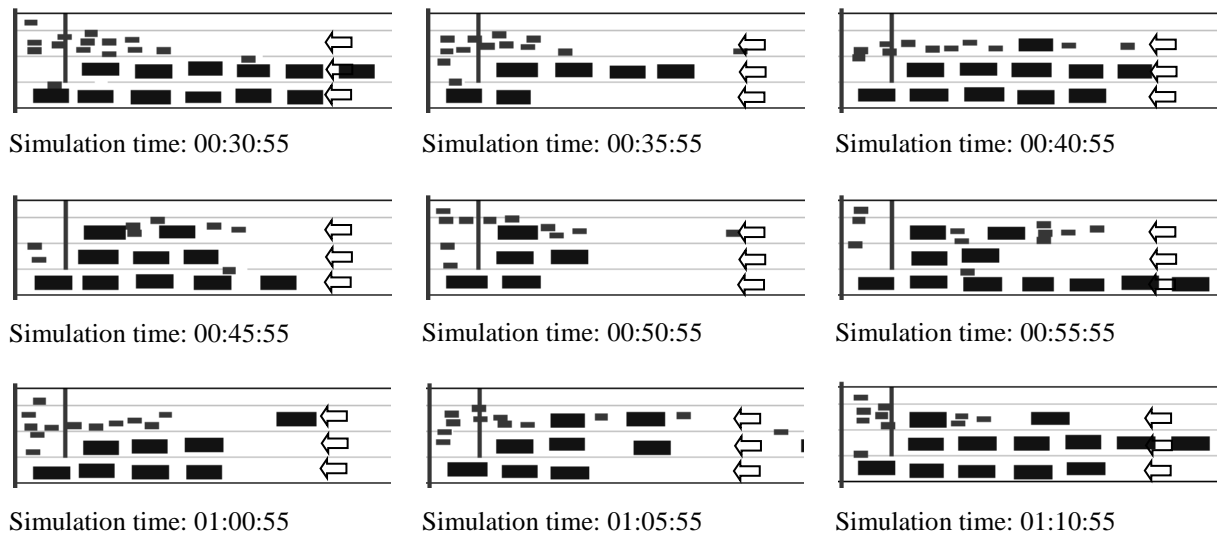 Simulation time: 00:30:55
Simulation time: 00:35:55
Simulation time: 00:40:55
Simulation time: 00:45:55
Simulation time: 00:50:55
Simulation time: 00:55:55
Simulation time: 01:00:55
Simulation time: 01:05:55
Simulation time: 01:10:55